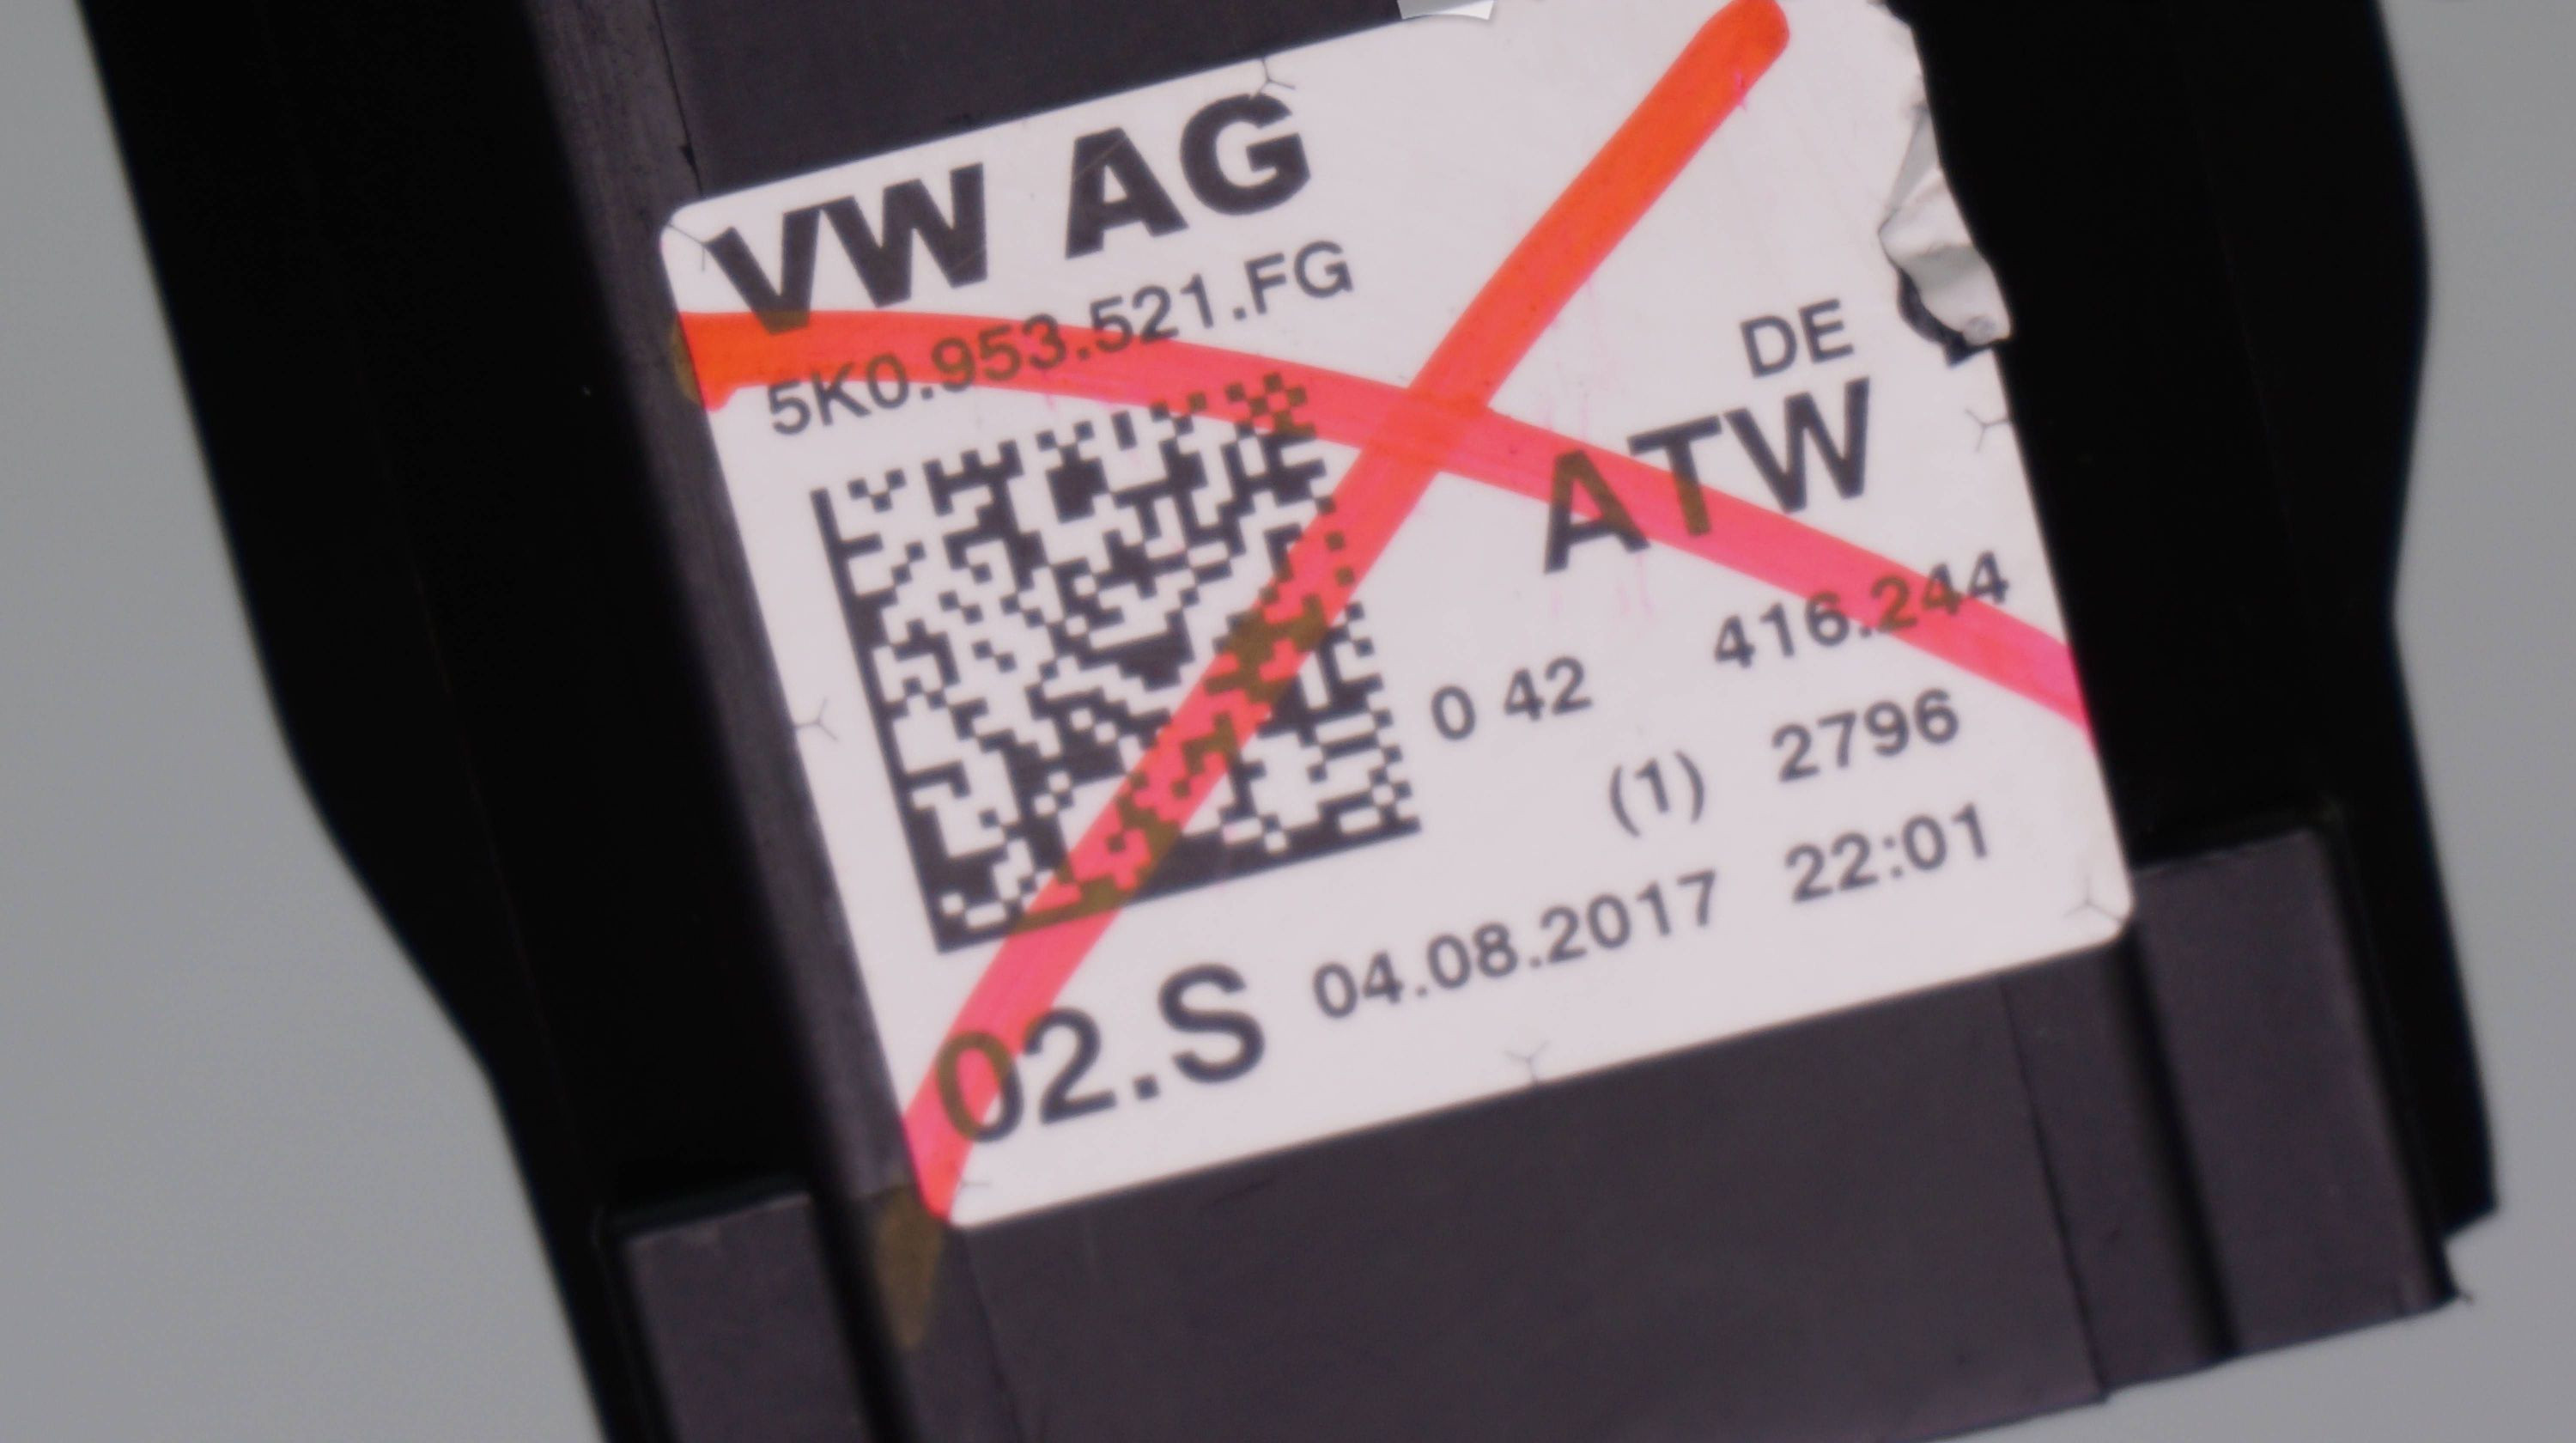 VW AG
5K0.953.521.FG
DE
ATW
416.244
0 42
(1) 2796
02.S 04.08.2017 22:01